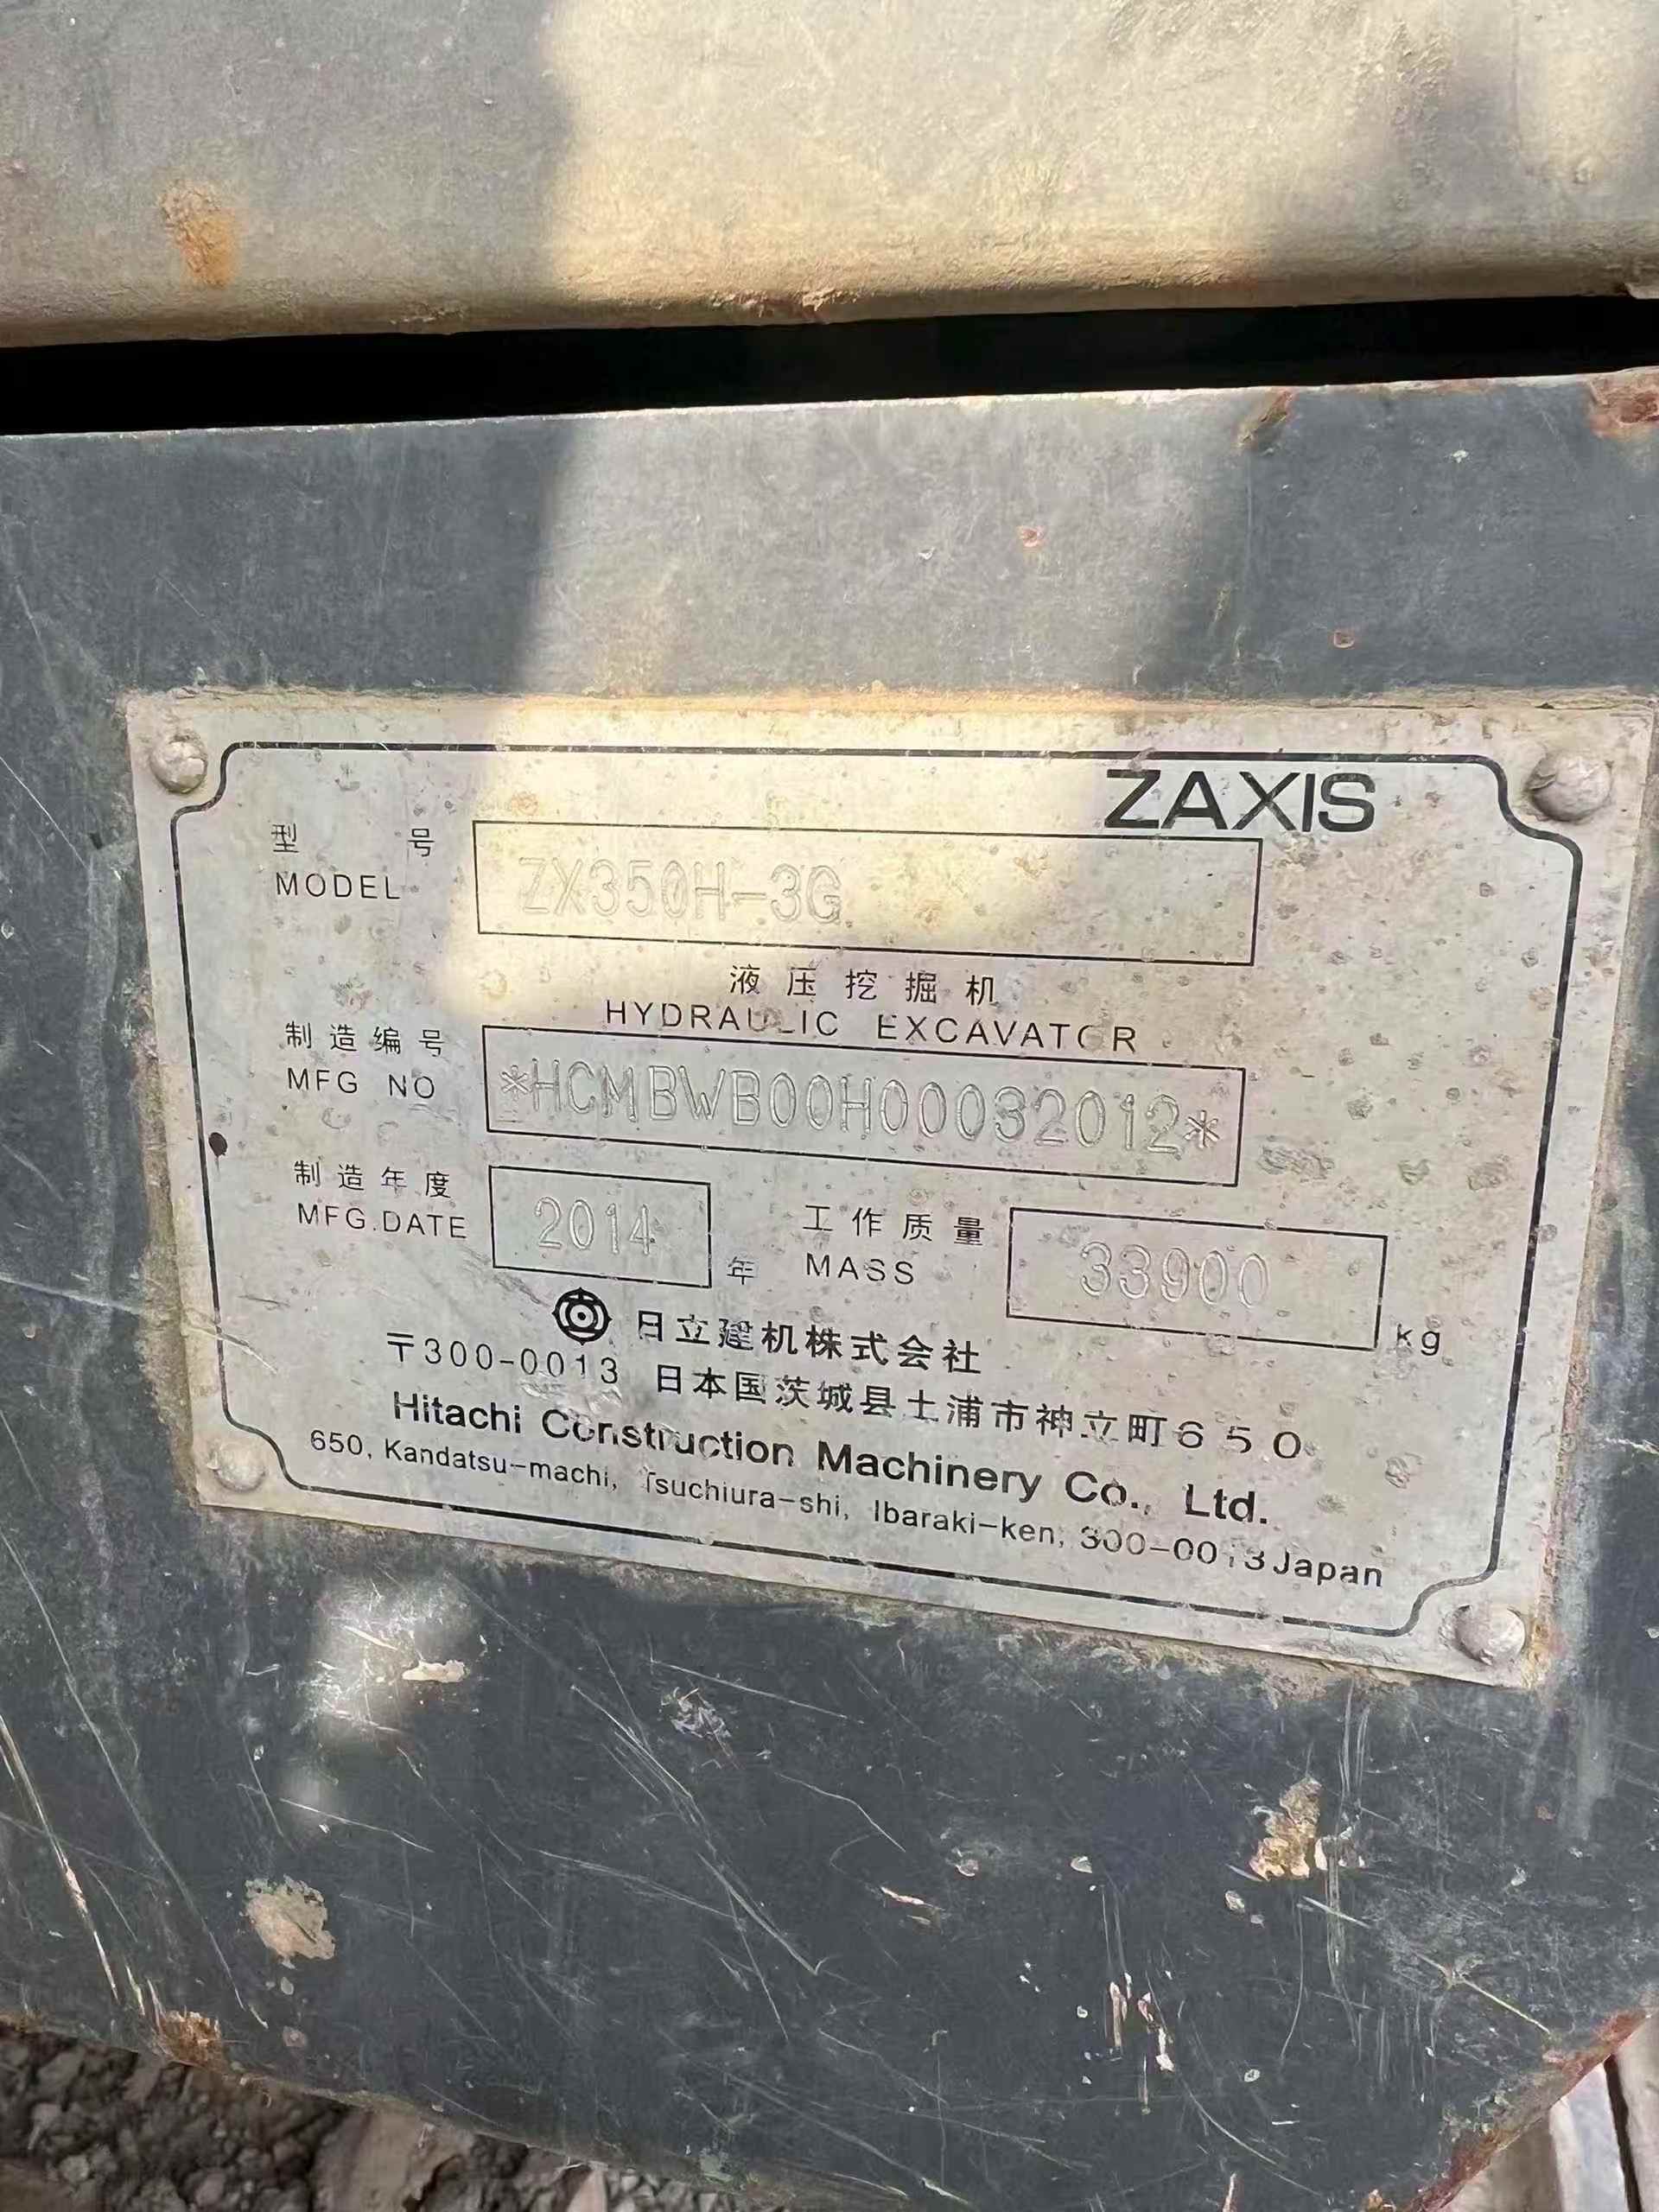 ZAXIS
型 号
MODEL ZX350H-3G
液压挖掘机
HYDRAULIC EXCAVATOR
制造编号
MFG NO *HCMBWB00H00032012*
制造年度
MFG.DATE 2014 年
工作质量
MASS 33900 kg
日立建机株式会社
〒300-0013 日本国茨城县土浦市神立町650
Hitachi Construction Machinery Co., Ltd.
650, Kandatsu-machi, Tsuchiura-shi, Ibaraki-ken, 300-0013 Japan